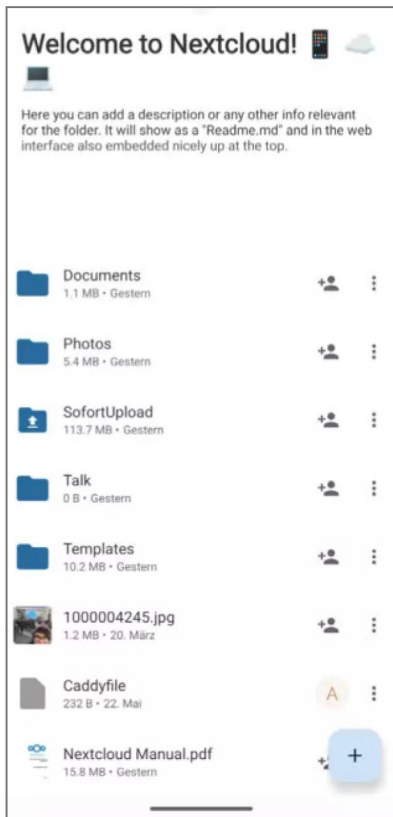 Welcome to Nextcloud! 📱 ☁️
💻
Here you can add a description or any other info relevant
for the folder. It will show as a "Readme.md" and in the web
interface also embedded nicely up at the top.
Documents
1.1 MB • Gestern
Photos
5.4 MB • Gestern
SofortUpload
113.7 MB • Gestern
Talk
0 B • Gestern
Templates
10.2 MB • Gestern
1000004245.jpg
1.2 MB • 20. März
Caddyfile
232 B • 22. Mai
A
Nextcloud Manual.pdf
15.8 MB • Gestern